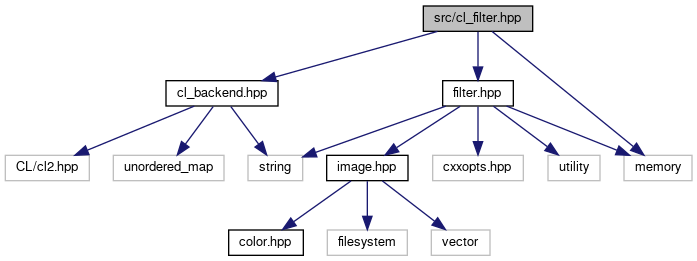 src/cl_filter.hpp
cl_backend.hpp
filter.hpp
CL/cl2.hpp
unordered_map
string
image.hpp
cxxopts.hpp
utility
memory
color.hpp
filesystem
vector